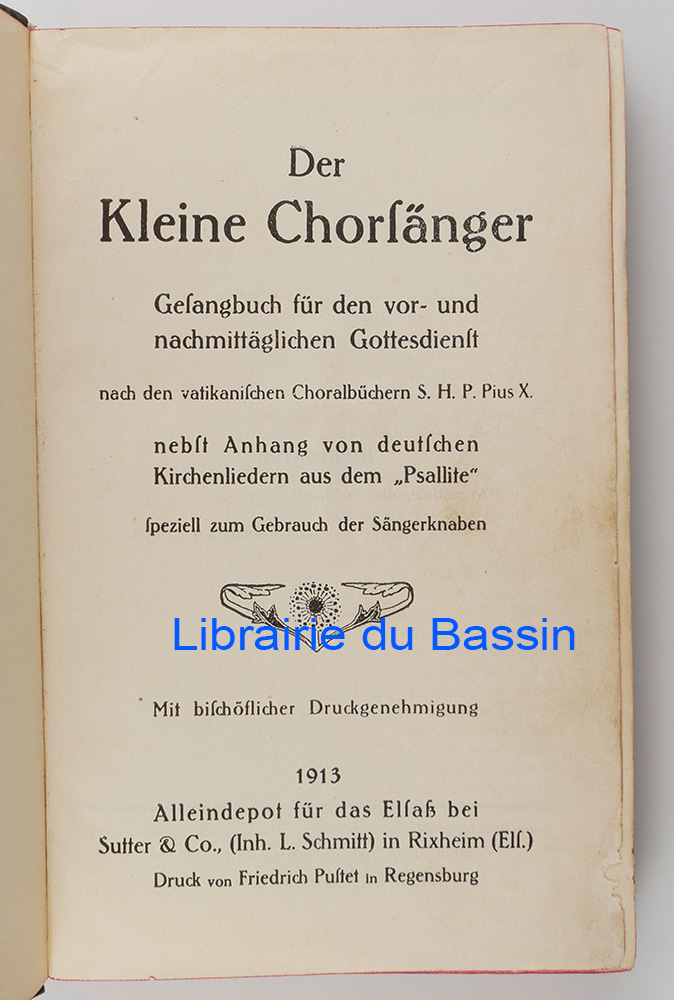 Der
Kleine Chorſänger
Geſangbuch für den vor- und
nachmittäglichen Gottesdienſt
nach den vatikaniſchen Choralbüchern S. H. P. Pius X.
nebſt Anhang von deutſchen
Kirchenliedern aus dem „Psallite“
ſpeziell zum Gebrauch der Sängerknaben
Librairie du Bassin
Mit biſchöflicher Druckgenehmigung
1913
Alleindepot für das Elſaß bei
Sutter & Co., (Inh. L. Schmitt) in Rixheim (Elſ.)
Druck von Friedrich Puſtet in Regensburg